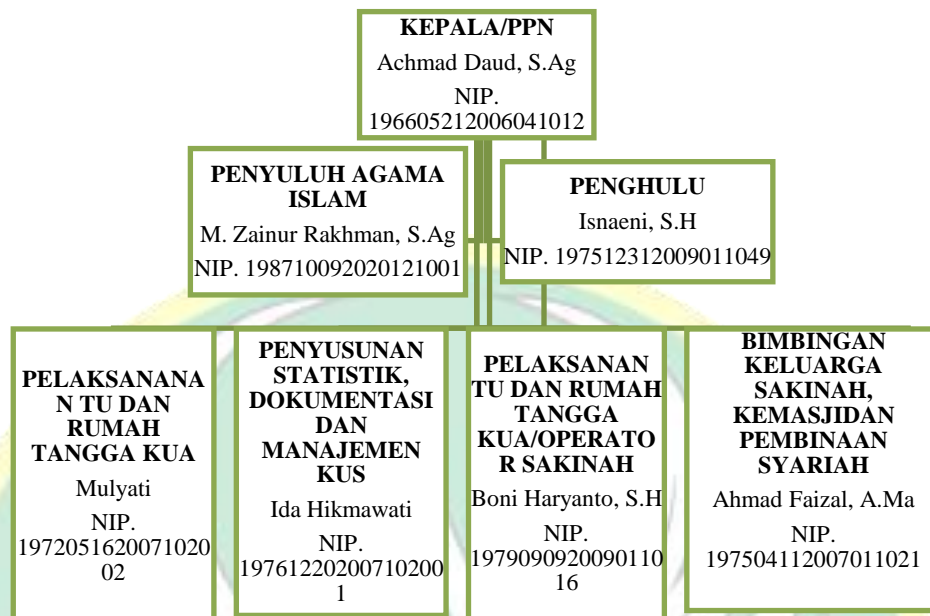 KEPALA/PPN
Achmad Daud, S.Ag
NIP.
196605212006041012
PENYULUH AGAMA
ISLAM
M. Zainur Rakhman, S.Ag
NIP. 198710092020121001
PENGHULU
Isnaeni, S.H
NIP. 197512312009011049
PELAKSANANA
N TU DAN
RUMAH
TANGGA KUA
Mulyati
NIP.
1972051620071020
02
PENYUSUNAN
STATISTIK,
DOKUMENTASI
DAN
MANAJEMEN
KUS
Ida Hikmawati
NIP.
19761220200710200
1
PELAKSANAN
TU DAN RUMAH
TANGGA
KUA/OPERATO
R SAKINAH
Boni Haryanto, S.H
NIP.
1979090920090110
16
BIMBINGAN
KELUARGA
SAKINAH,
KEMASJIDAN
PEMBINAAN
SYARIAH
Ahmad Faizal, A.Ma
NIP.
197504112007011021